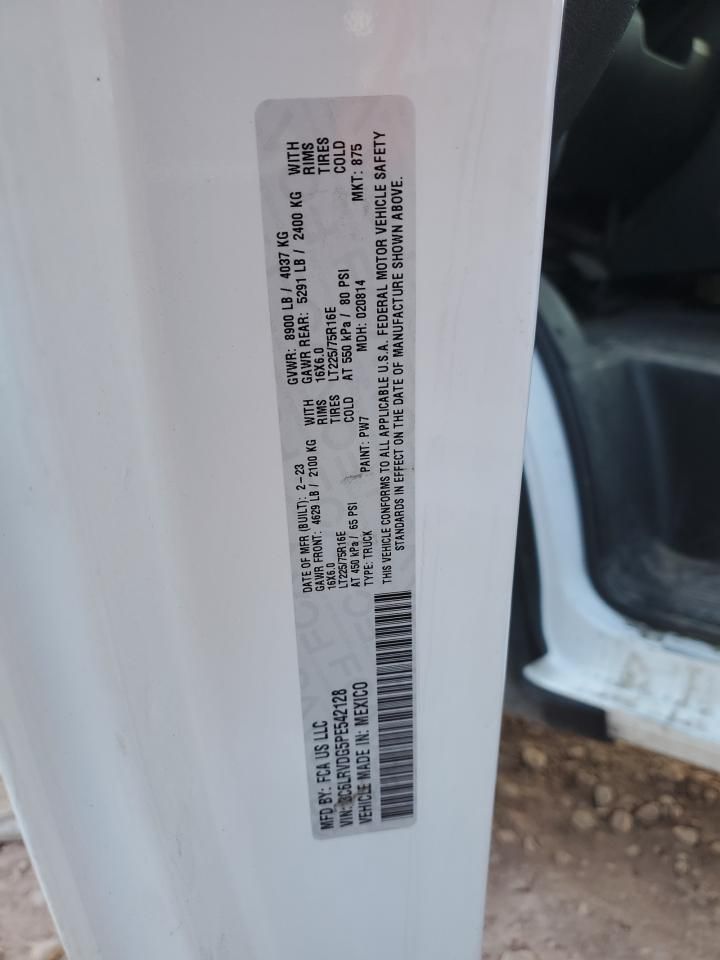 MFD BY: FCA US LLC
DATE OF MFR (BUILT): 2-23
GVWR: 8900 LB / 4037 KG
GAWR FRONT: 4629 LB / 2100 KG WITH
16X6.0 RIMS
LT225/75R16E TIRES
AT 450 kPa / 65 PSI COLD
GAWR REAR: 5291 LB / 2400 KG WITH
16X6.0 RIMS
LT225/75R16E TIRES
AT 550 kPa / 80 PSI COLD
VIN: 3C6LRVDG5PE542128
TYPE: TRUCK PAINT: PW7 MDH: 020814 MKT: 875
VEHICLE MADE IN: MEXICO
THIS VEHICLE CONFORMS TO ALL APPLICABLE U.S.A. FEDERAL MOTOR VEHICLE SAFETY
STANDARDS IN EFFECT ON THE DATE OF MANUFACTURE SHOWN ABOVE.